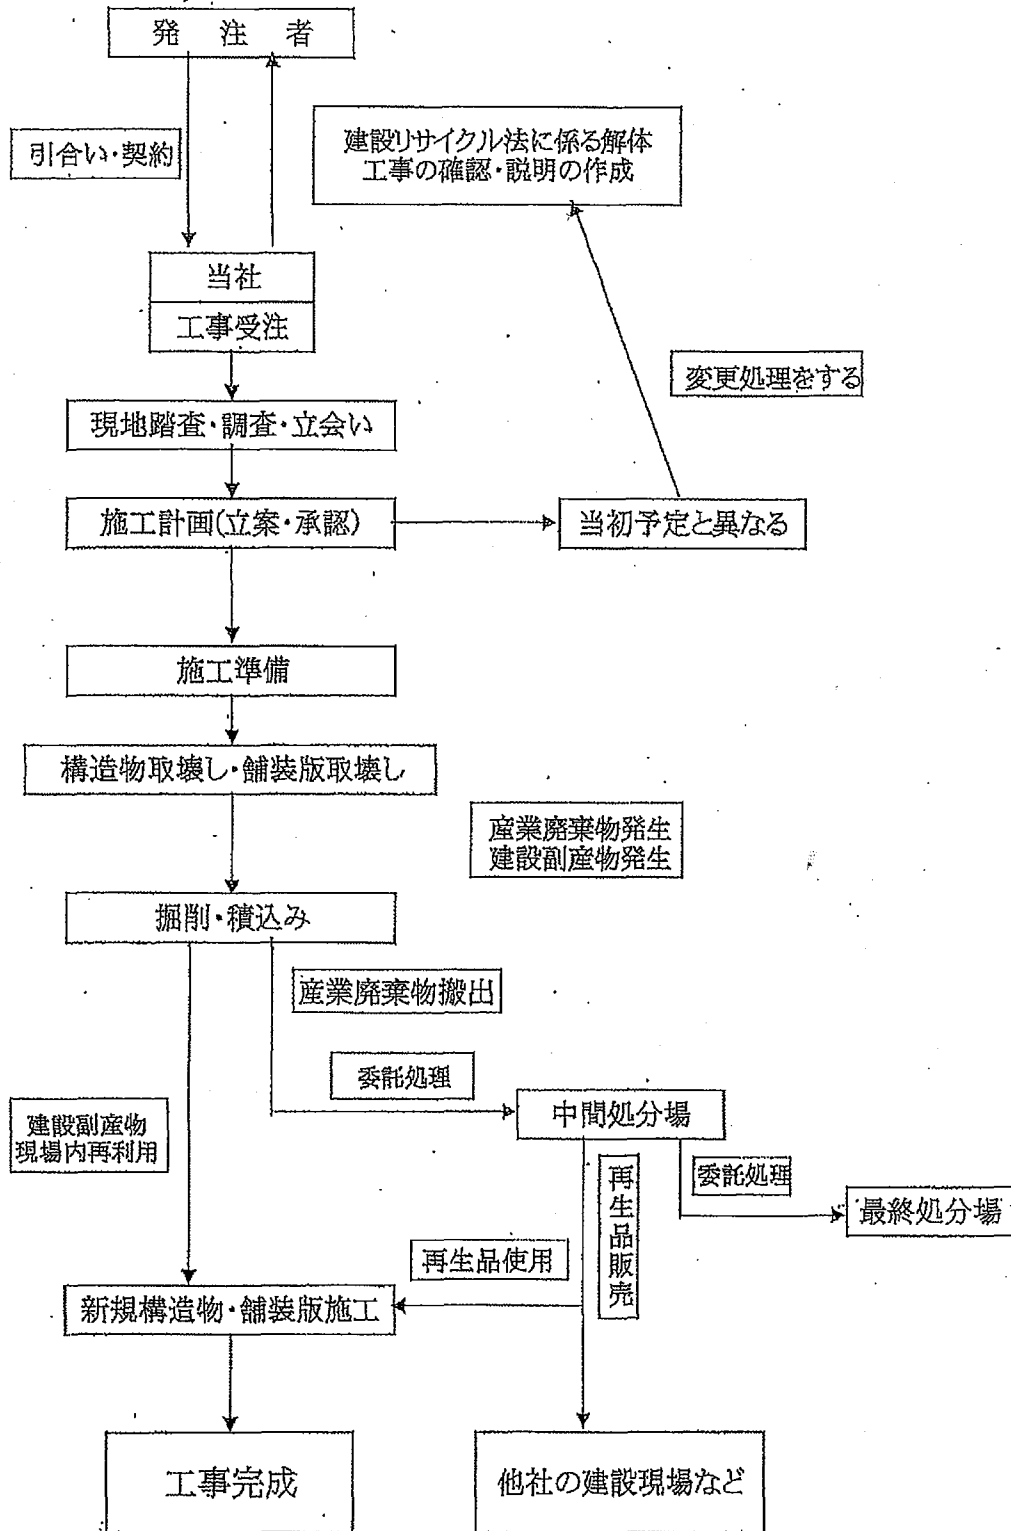 発 注 者
引合い・契約
建設リサイクル法に係る解体
工事の確認・説明の作成
当社
工事受注
変更処理をする
現地踏査・調査・立会い
施工計画(立案・承認)
当初予定と異なる
施工準備
構造物取壊し・舗装版取壊し
産業廃棄物発生
建設副産物発生
掘削・積込み
産業廃棄物搬出
委託処理
中間処分場
建設副産物
現場内再利用
再生品販売
委託処理
最終処分場
再生品使用
新規構造物・舗装版施工
工事完成
他社の建設現場など